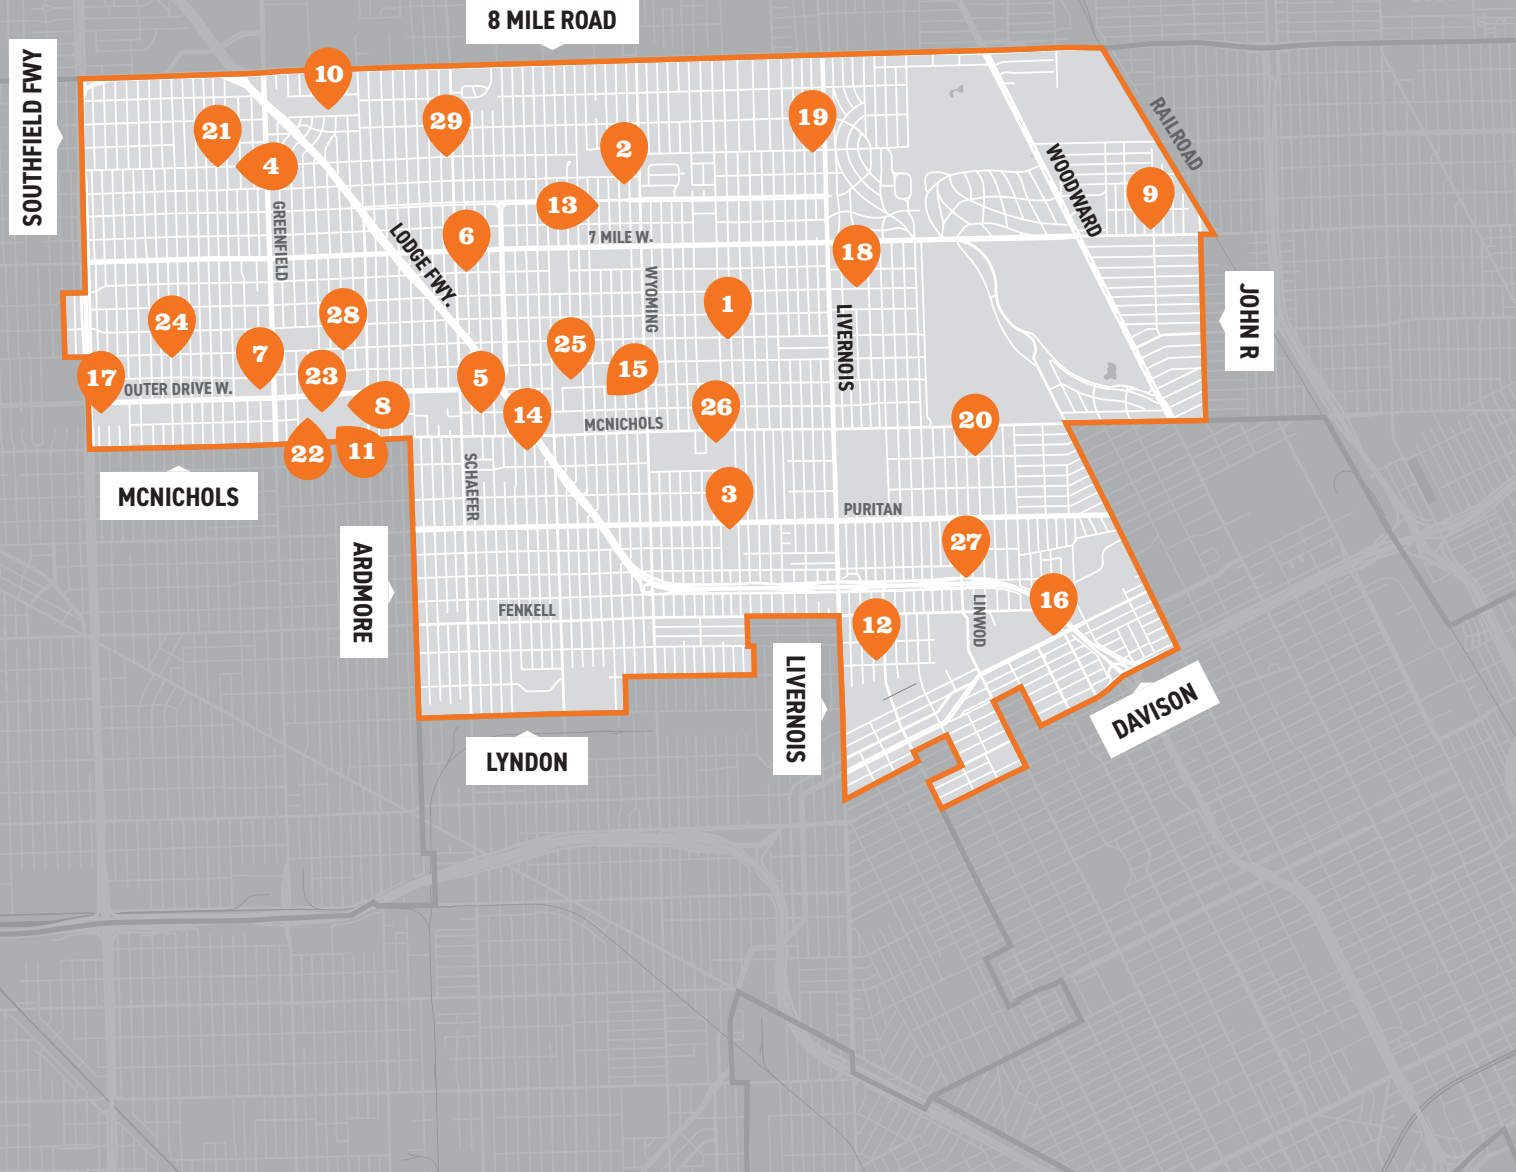 8 MILE ROAD
SOUTHFIELD FWY
10
21
29
19
2
RAILROAD
4
WOODWARD
9
13
GREENFIELD
LODGE FWY.
6
7 MILE W.
18
WYOMING
1
LIVERNOIS
JOHN R
24
28
7
25
15
17
OUTER DRIVE W.
23
5
8
14
26
MCNICHOLS
20
22
11
MCNICHOLS
SCHAEFER
3
PURITAN
ARDMORE
27
FENKELL
12
LINWOD
16
LIVERNOIS
DAVISON
LYNDON